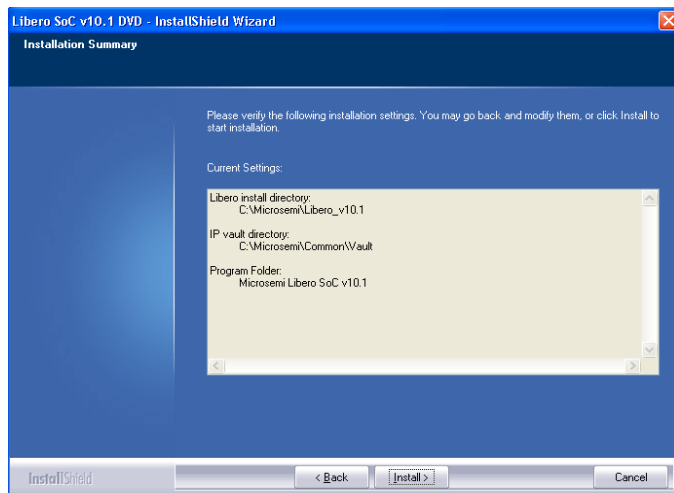 Libero SoC v10.1 DVD - InstallShield Wizard
Installation Summary
Please verify the following installation settings. You may go back and modify them, or click Install to
start installation.
Current Settings:
Libero install directory:
C:\Microsemi\Libero_v10.1
IP vault directory:
C:\Microsemi\Common\Vault
Program Folder:
Microsemi Libero SoC v10.1
InstallShield
< Back
Install >
Cancel